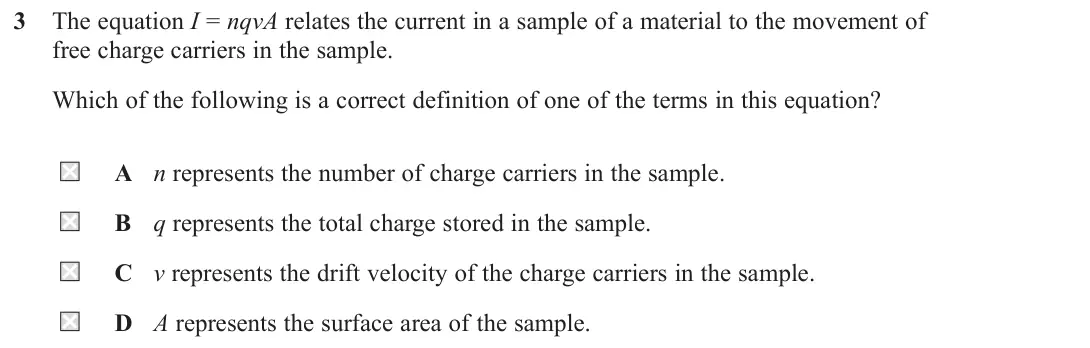 3 The equation I = nqvA relates the current in a sample of a material to the movement of
free charge carriers in the sample.
Which of the following is a correct definition of one of the terms in this equation?
A n represents the number of charge carriers in the sample.
B q represents the total charge stored in the sample.
C v represents the drift velocity of the charge carriers in the sample.
D A represents the surface area of the sample.